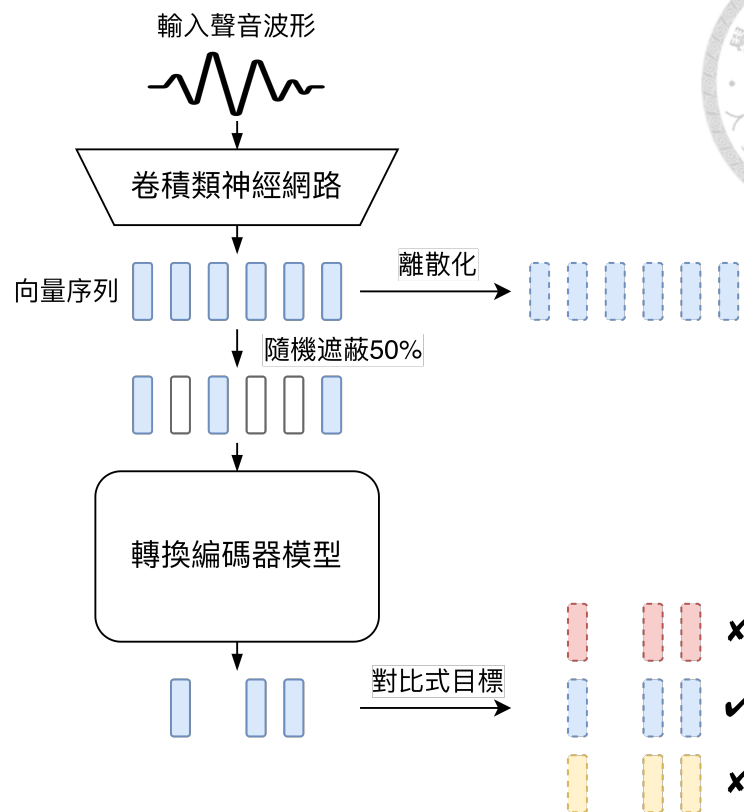 輸入聲音波形
卷積類神經網路
向量序列
離散化
隨機遮蔽50%
轉換編碼器模型
對比式目標